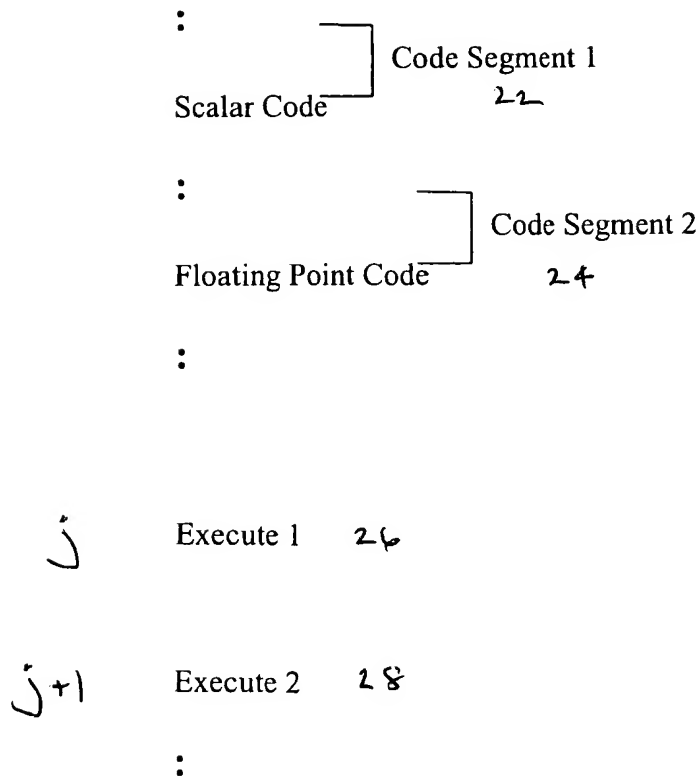 :
Code Segment 1
22
Scalar Code
:
Code Segment 2
24
Floating Point Code
:
j Execute 1 26
j+1 Execute 2 28
: